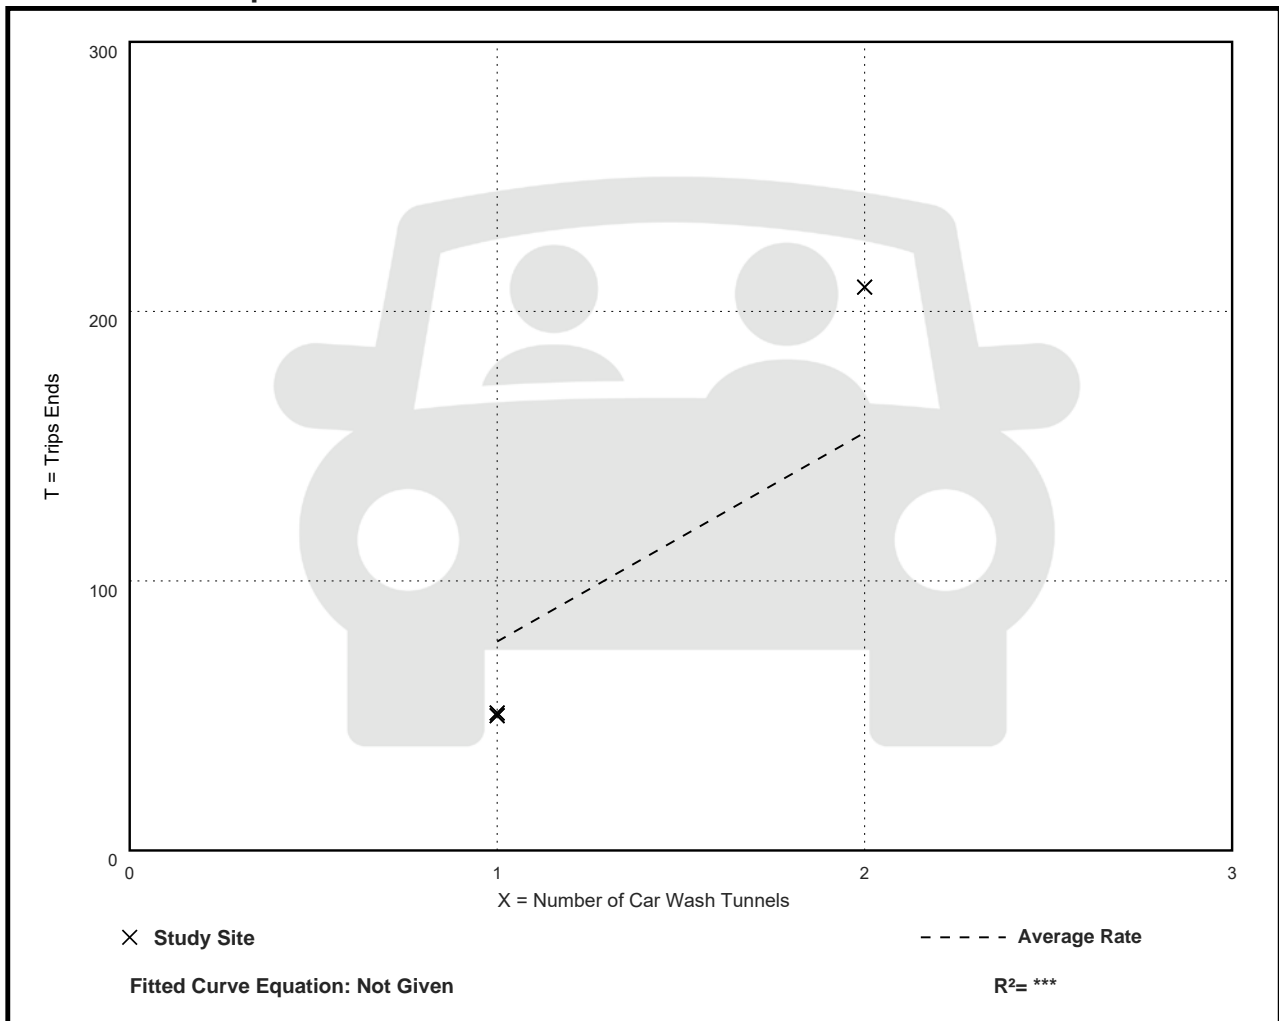 300
200
100
0
T = Trips Ends
0 1 2 3
X = Number of Car Wash Tunnels
Study Site
Average Rate
Fitted Curve Equation: Not Given
R²= ***